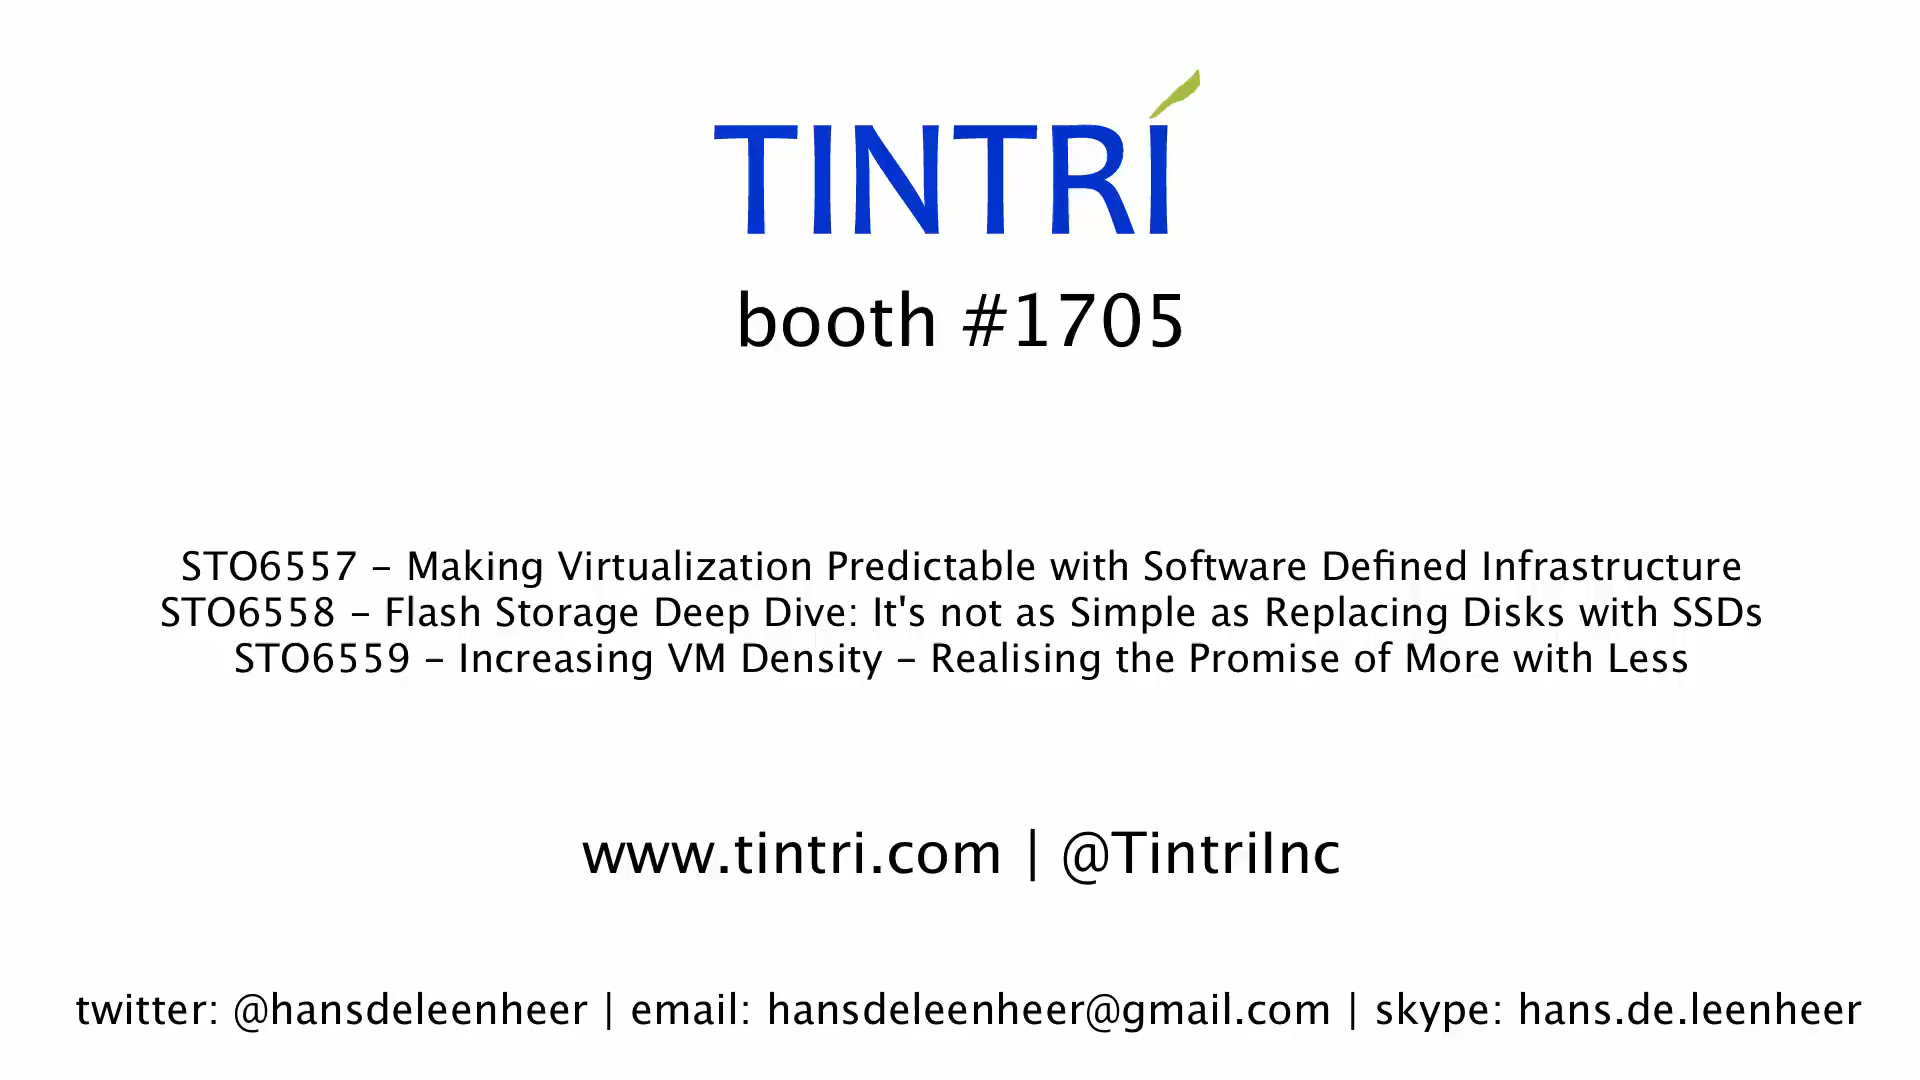 TINTRÍ
booth #1705
STO6557 – Making Virtualization Predictable with Software Defined Infrastructure
STO6558 – Flash Storage Deep Dive: It's not as Simple as Replacing Disks with SSDs
STO6559 – Increasing VM Density – Realising the Promise of More with Less
www.tintri.com | @TintriInc
twitter: @hansdeleenheer | email: hansdeleenheer@gmail.com | skype: hans.de.leenheer